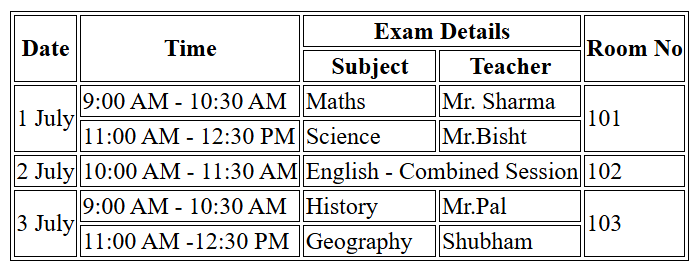 Date Time Exam Details Room No
Subject Teacher
1 July 9:00 AM - 10:30 AM Maths Mr. Sharma 101
11:00 AM - 12:30 PM Science Mr.Bisht
2 July 10:00 AM - 11:30 AM English - Combined Session 102
3 July 9:00 AM - 10:30 AM History Mr.Pal 103
11:00 AM -12:30 PM Geography Shubham